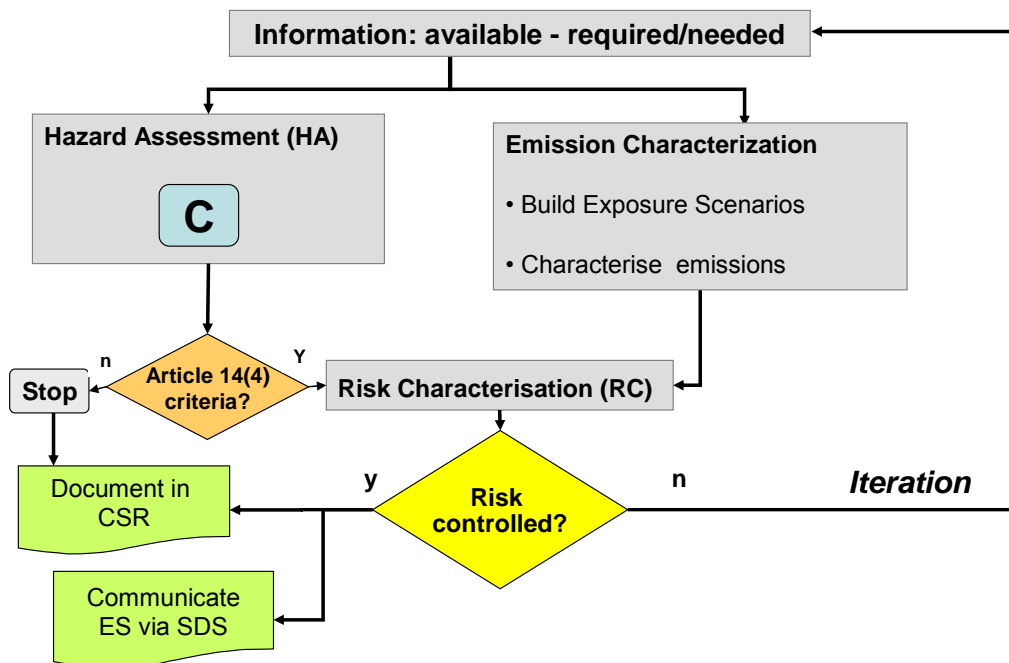 Information: available - required/needed
Hazard Assessment (HA)
C
Emission Characterization
• Build Exposure Scenarios
• Characterise emissions
n
Y
Stop
Article 14(4)
criteria?
Risk Characterisation (RC)
Document in
CSR
y
Risk
controlled?
n
Iteration
Communicate
ES via SDS